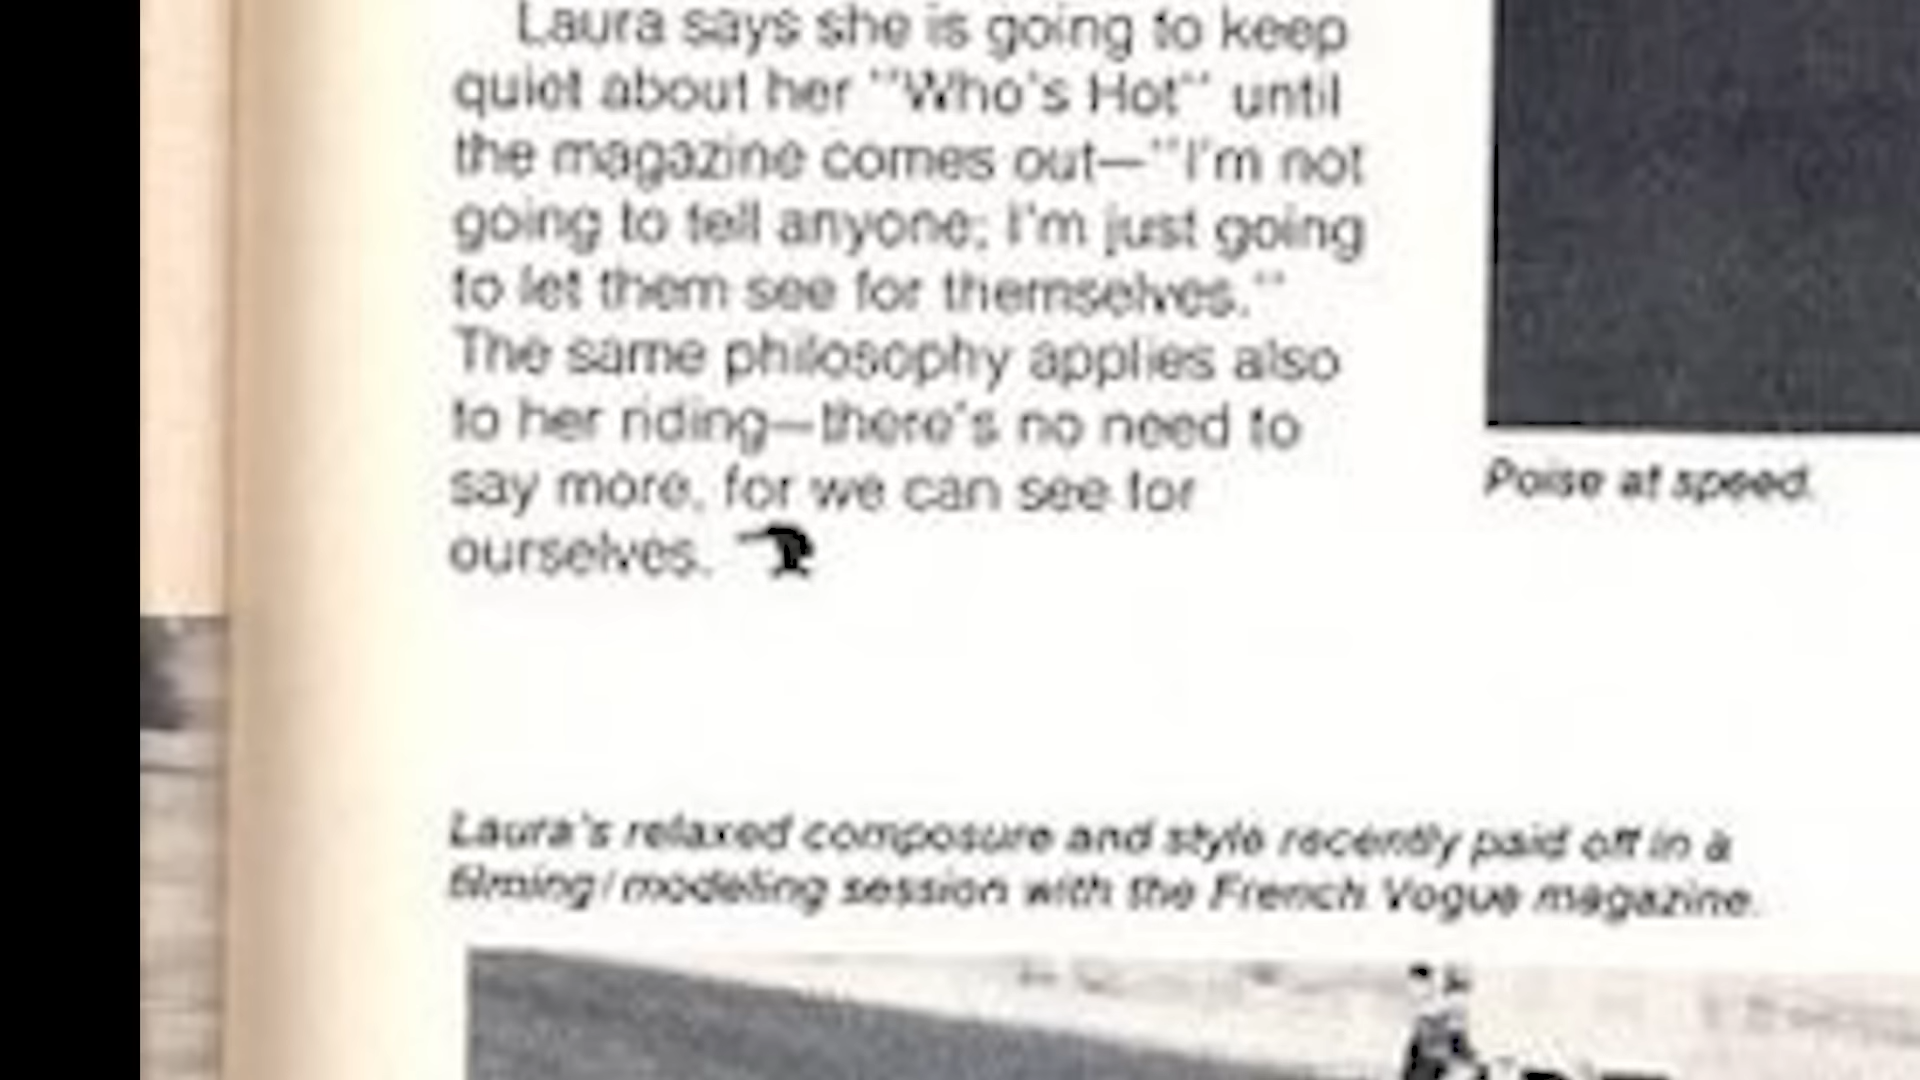 Laura says she is going to keep
quiet about her "Who's Hot" until
the magazine comes out—"I'm not
going to tell anyone; I'm just going
to let them see for themselves."
The same philosophy applies also
to her riding—there's no need to
say more, for we can see for
ourselves.
Poise at speed.
Laura's relaxed composure and style recently paid off in a
filming/modeling session with the French Vogue magazine.